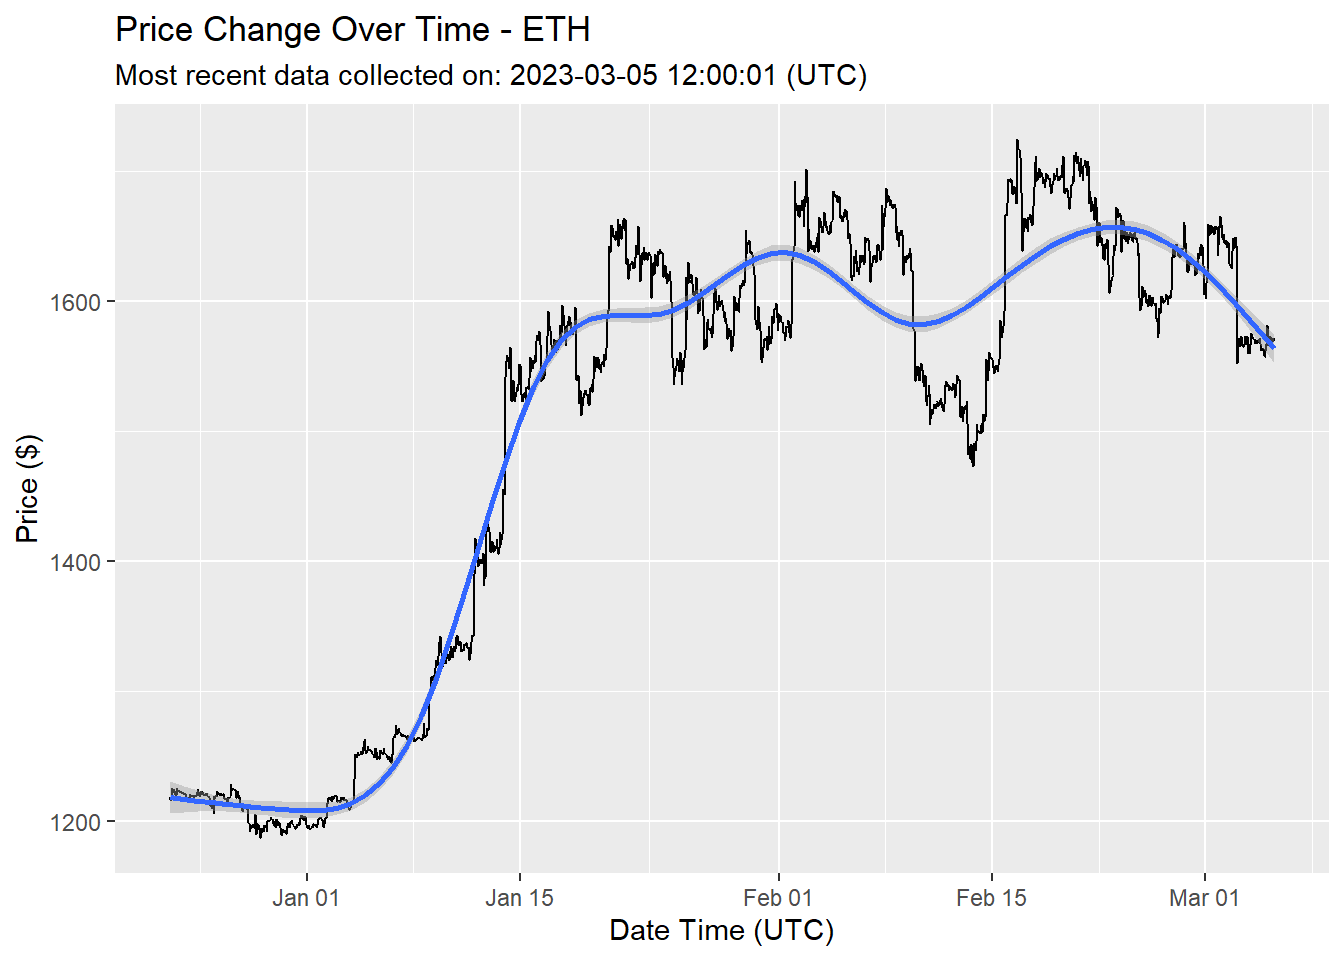 Price Change Over Time - ETH
Most recent data collected on: 2023-03-05 12:00:01 (UTC)
Price ($)
1600
1400
1200
Jan 01 Jan 15 Feb 01 Feb 15 Mar 01
Date Time (UTC)